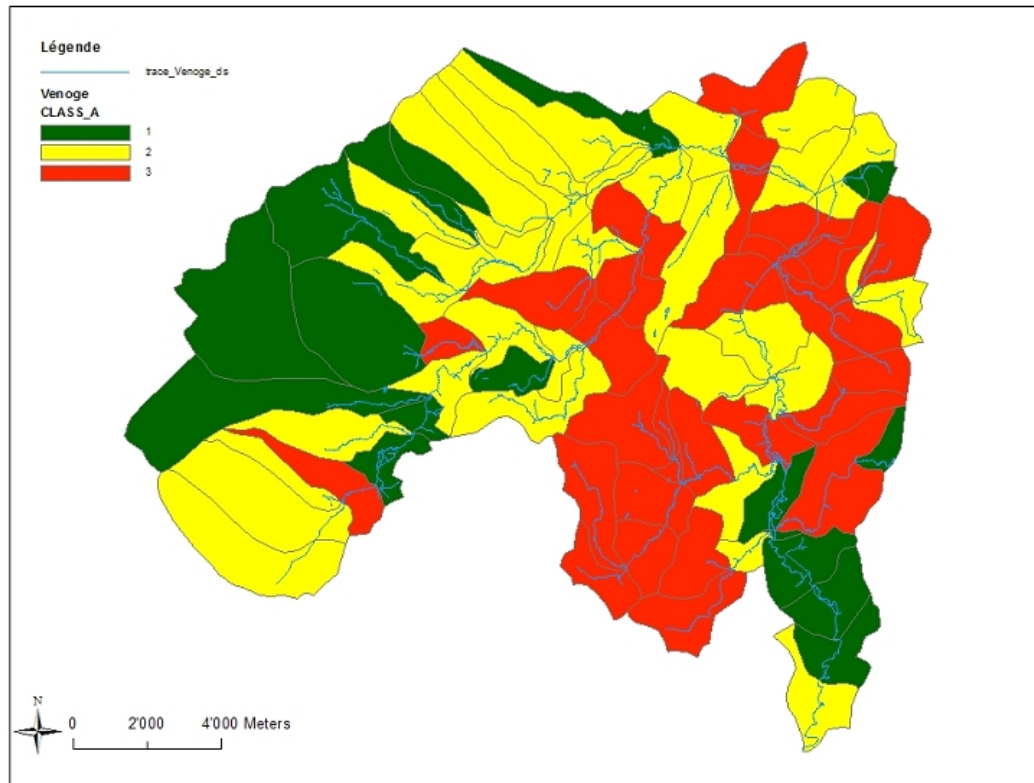 Légende
trace_Venoge_ds
Venoge
CLASS_A
1
2
3
N
0 2'000 4'000 Meters